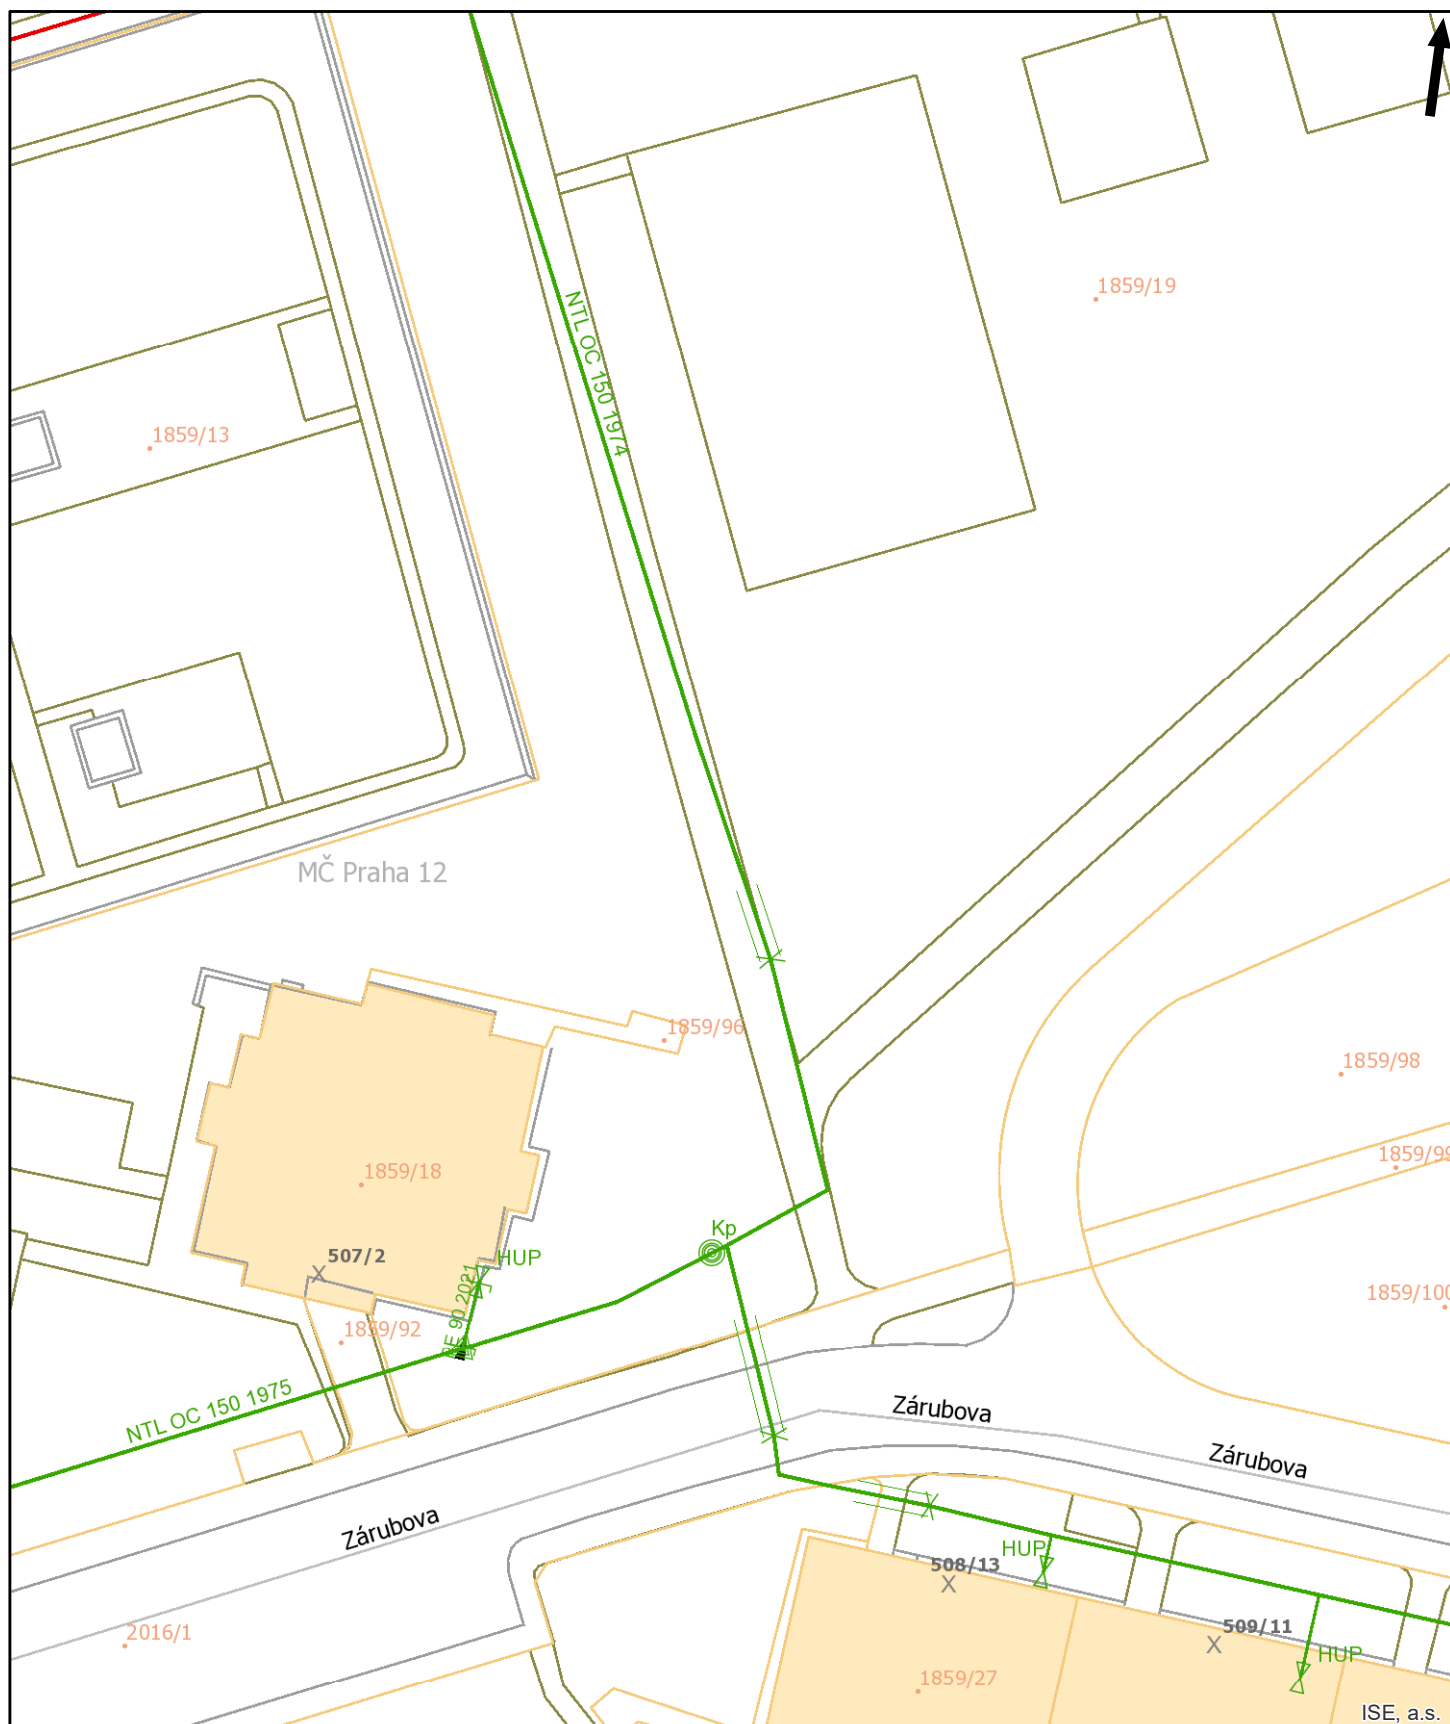 1859/19
NTL OC 150 1974
1859/13
MČ Praha 12
1859/96
1859/98
1859/99
1859/18
Kp
507/2
HUP
PE 90 2021
1859/100
1859/92
NTL OC 150 1975
Zárubova
Zárubova
Zárubova
HUP
508/13
509/11
2016/1
HUP
1859/27
ISE, a.s.